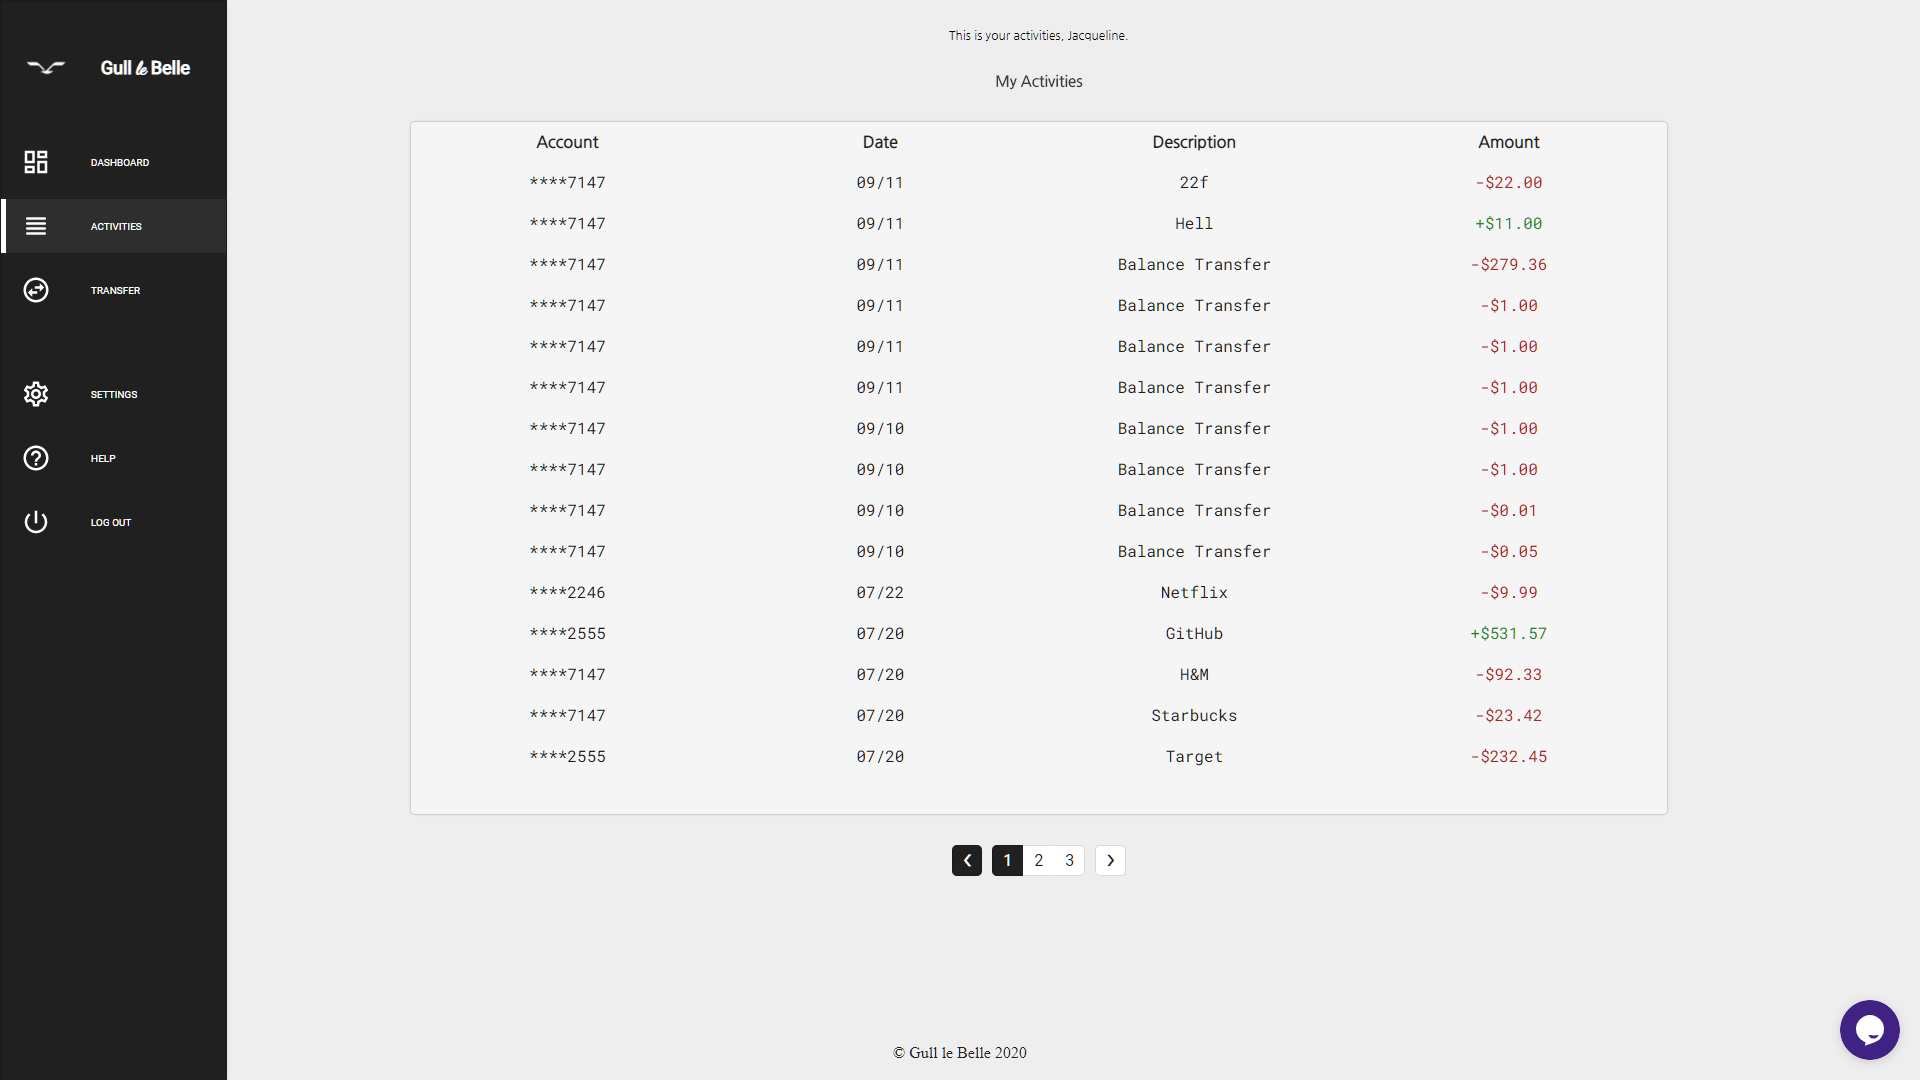 Gull le Belle
DASHBOARD
ACTIVITIES
TRANSFER
SETTINGS
HELP
LOG OUT
This is your activities, Jacqueline.
My Activities
Account Date Description Amount
****7147 09/11 22f -$22.00
****7147 09/11 Hell +$11.00
****7147 09/11 Balance Transfer -$279.36
****7147 09/11 Balance Transfer -$1.00
****7147 09/11 Balance Transfer -$1.00
****7147 09/11 Balance Transfer -$1.00
****7147 09/10 Balance Transfer -$1.00
****7147 09/10 Balance Transfer -$1.00
****7147 09/10 Balance Transfer -$0.01
****7147 09/10 Balance Transfer -$0.05
****2246 07/22 Netflix -$9.99
****2555 07/20 GitHub +$531.57
****7147 07/20 H&M -$92.33
****7147 07/20 Starbucks -$23.42
****2555 07/20 Target -$232.45
1 2 3
© Gull le Belle 2020